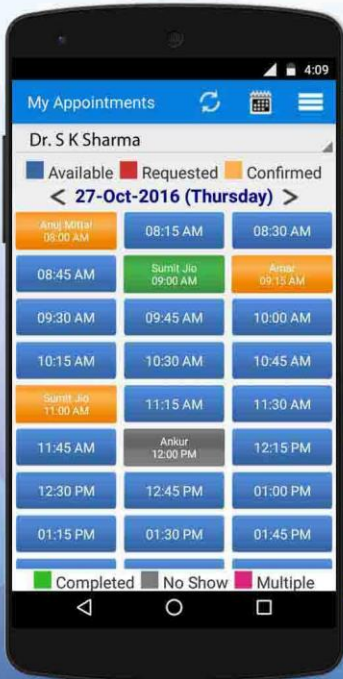 4:09
My Appointments
Dr. S K Sharma
Available Requested Confirmed
< 27-Oct-2016 (Thursday) >
Anuj Mittal
08:00 AM
08:15 AM
08:30 AM
08:45 AM
Sumit Jio
09:00 AM
Amar
09:15 AM
09:30 AM
09:45 AM
10:00 AM
10:15 AM
10:30 AM
10:45 AM
Sumit Jio
11:00 AM
11:15 AM
11:30 AM
11:45 AM
Ankur
12:00 PM
12:15 PM
12:30 PM
12:45 PM
01:00 PM
01:15 PM
01:30 PM
01:45 PM
Completed No Show Multiple